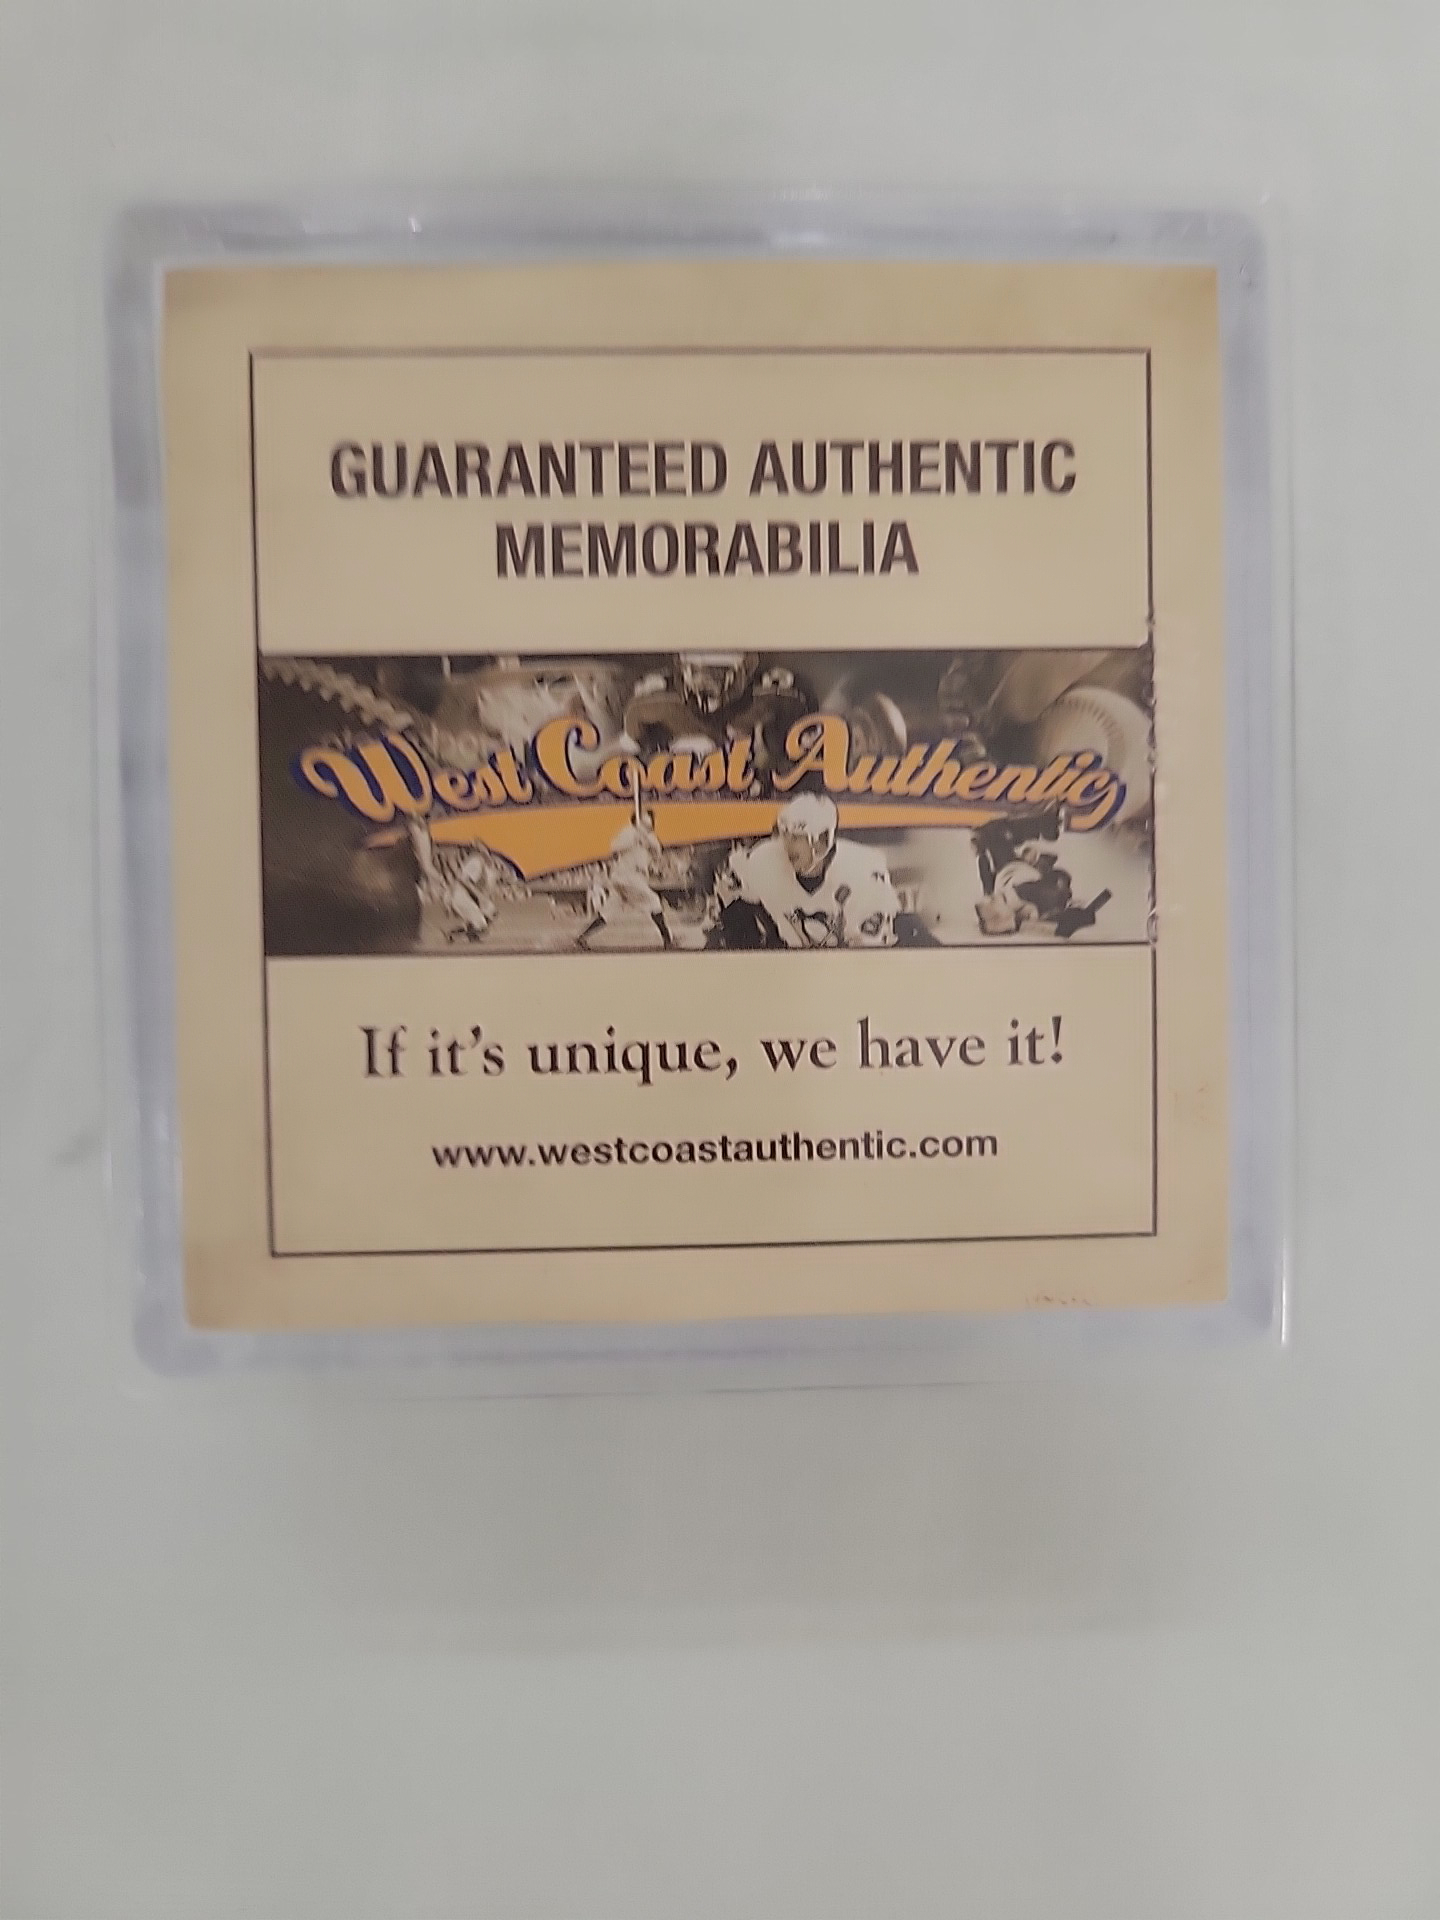 GUARANTEED AUTHENTIC
MEMORABILIA
West Coast Authentic
If it's unique, we have it!
www.westcoastauthentic.com